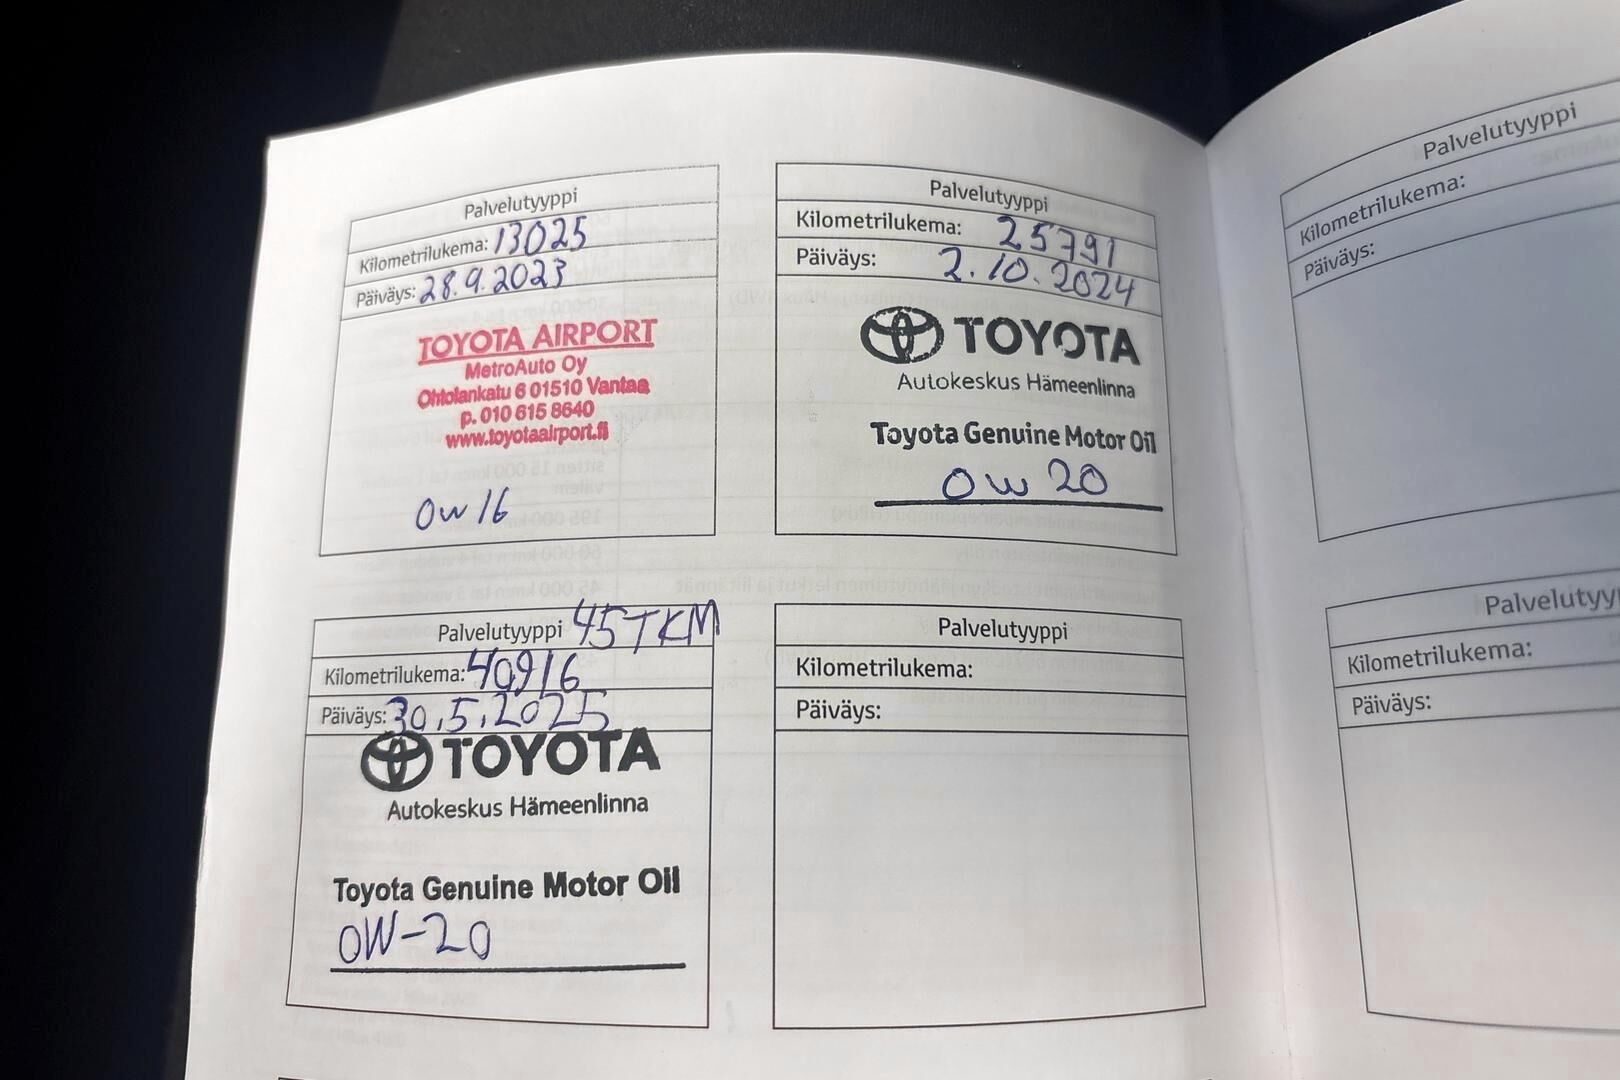 Palvelutyyppi
Kilometrilukema: 13025
Päiväys: 28.9.2023
TOYOTA AIRPORT
MetroAuto Oy
Ohtolankatu 6 01510 Vantaa
p. 010 615 8640
www.toyotaairport.fi
0w16
Palvelutyyppi
Kilometrilukema: 25791
Päiväys: 2.10.2024
TOYOTA
Autokeskus Hämeenlinna
Toyota Genuine Motor Oil
0w20
Palvelutyyppi 45TKM
Kilometrilukema: 40916
Päiväys: 30.5.2025
TOYOTA
Autokeskus Hämeenlinna
Toyota Genuine Motor Oil
0W-20
Palvelutyyppi
Kilometrilukema:
Päiväys:
Palvelutyyppi
Kilometrilukema:
Päiväys:
Palvelutyy
Kilometrilukema:
Päiväys: